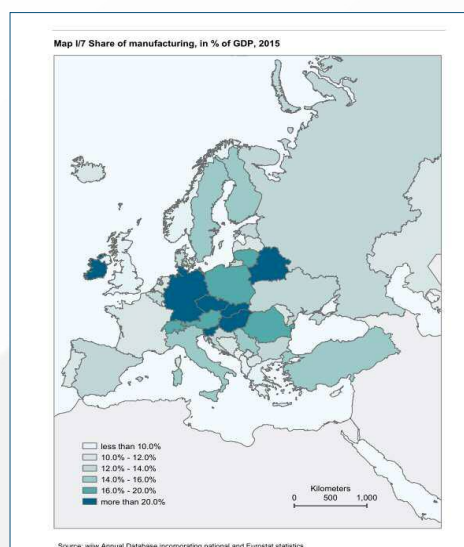 Map I/7 Share of manufacturing, in % of GDP, 2015
less than 10.0%
10.0% - 12.0%
12.0% - 14.0%
14.0% - 16.0%
16.0% - 20.0%
more than 20.0%
Kilometers
0 500 1,000
Source: wiiw Annual Database incorporating national and Eurostat statistics